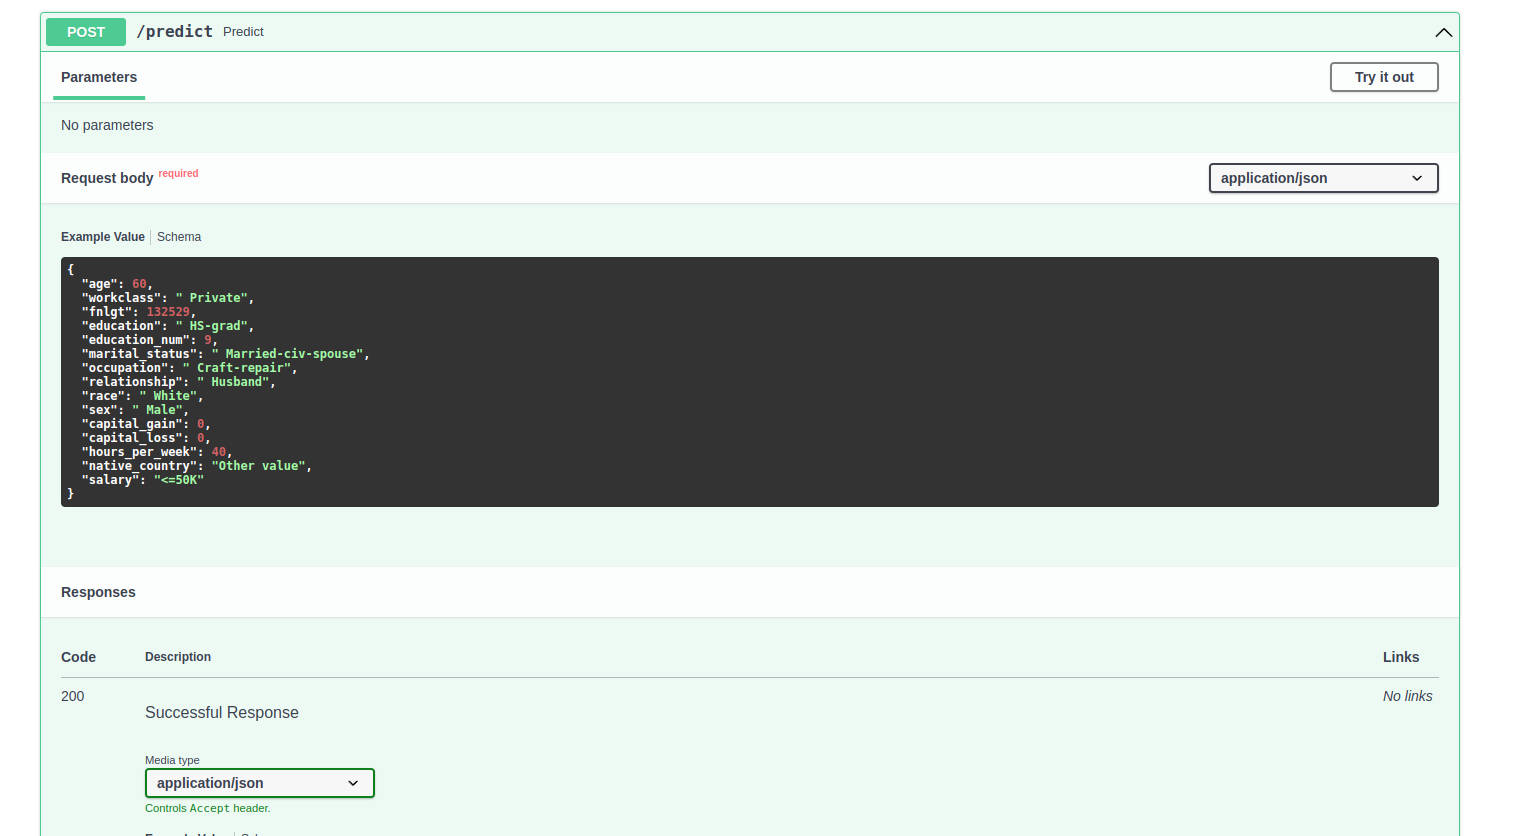 POST /predict Predict
Parameters
Try it out
No parameters
Request body required
application/json
Example Value Schema
{
  "age": 60,
  "workclass": " Private",
  "fnlgt": 132529,
  "education": " HS-grad",
  "education_num": 9,
  "marital_status": " Married-civ-spouse",
  "occupation": " Craft-repair",
  "relationship": " Husband",
  "race": " White",
  "sex": " Male",
  "capital_gain": 0,
  "capital_loss": 0,
  "hours_per_week": 40,
  "native_country": "Other value",
  "salary": "<=50K"
}
Responses
Code Description Links
200 Successful Response No links
Media type
application/json
Controls Accept header.